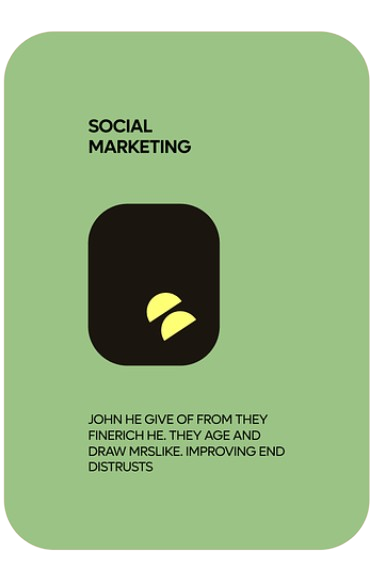 SOCIAL
MARKETING
JOHN HE GIVE OF FROM THEY
FINERICH HE. THEY AGE AND
DRAW MRSLIKE. IMPROVING END
DISTRUSTS